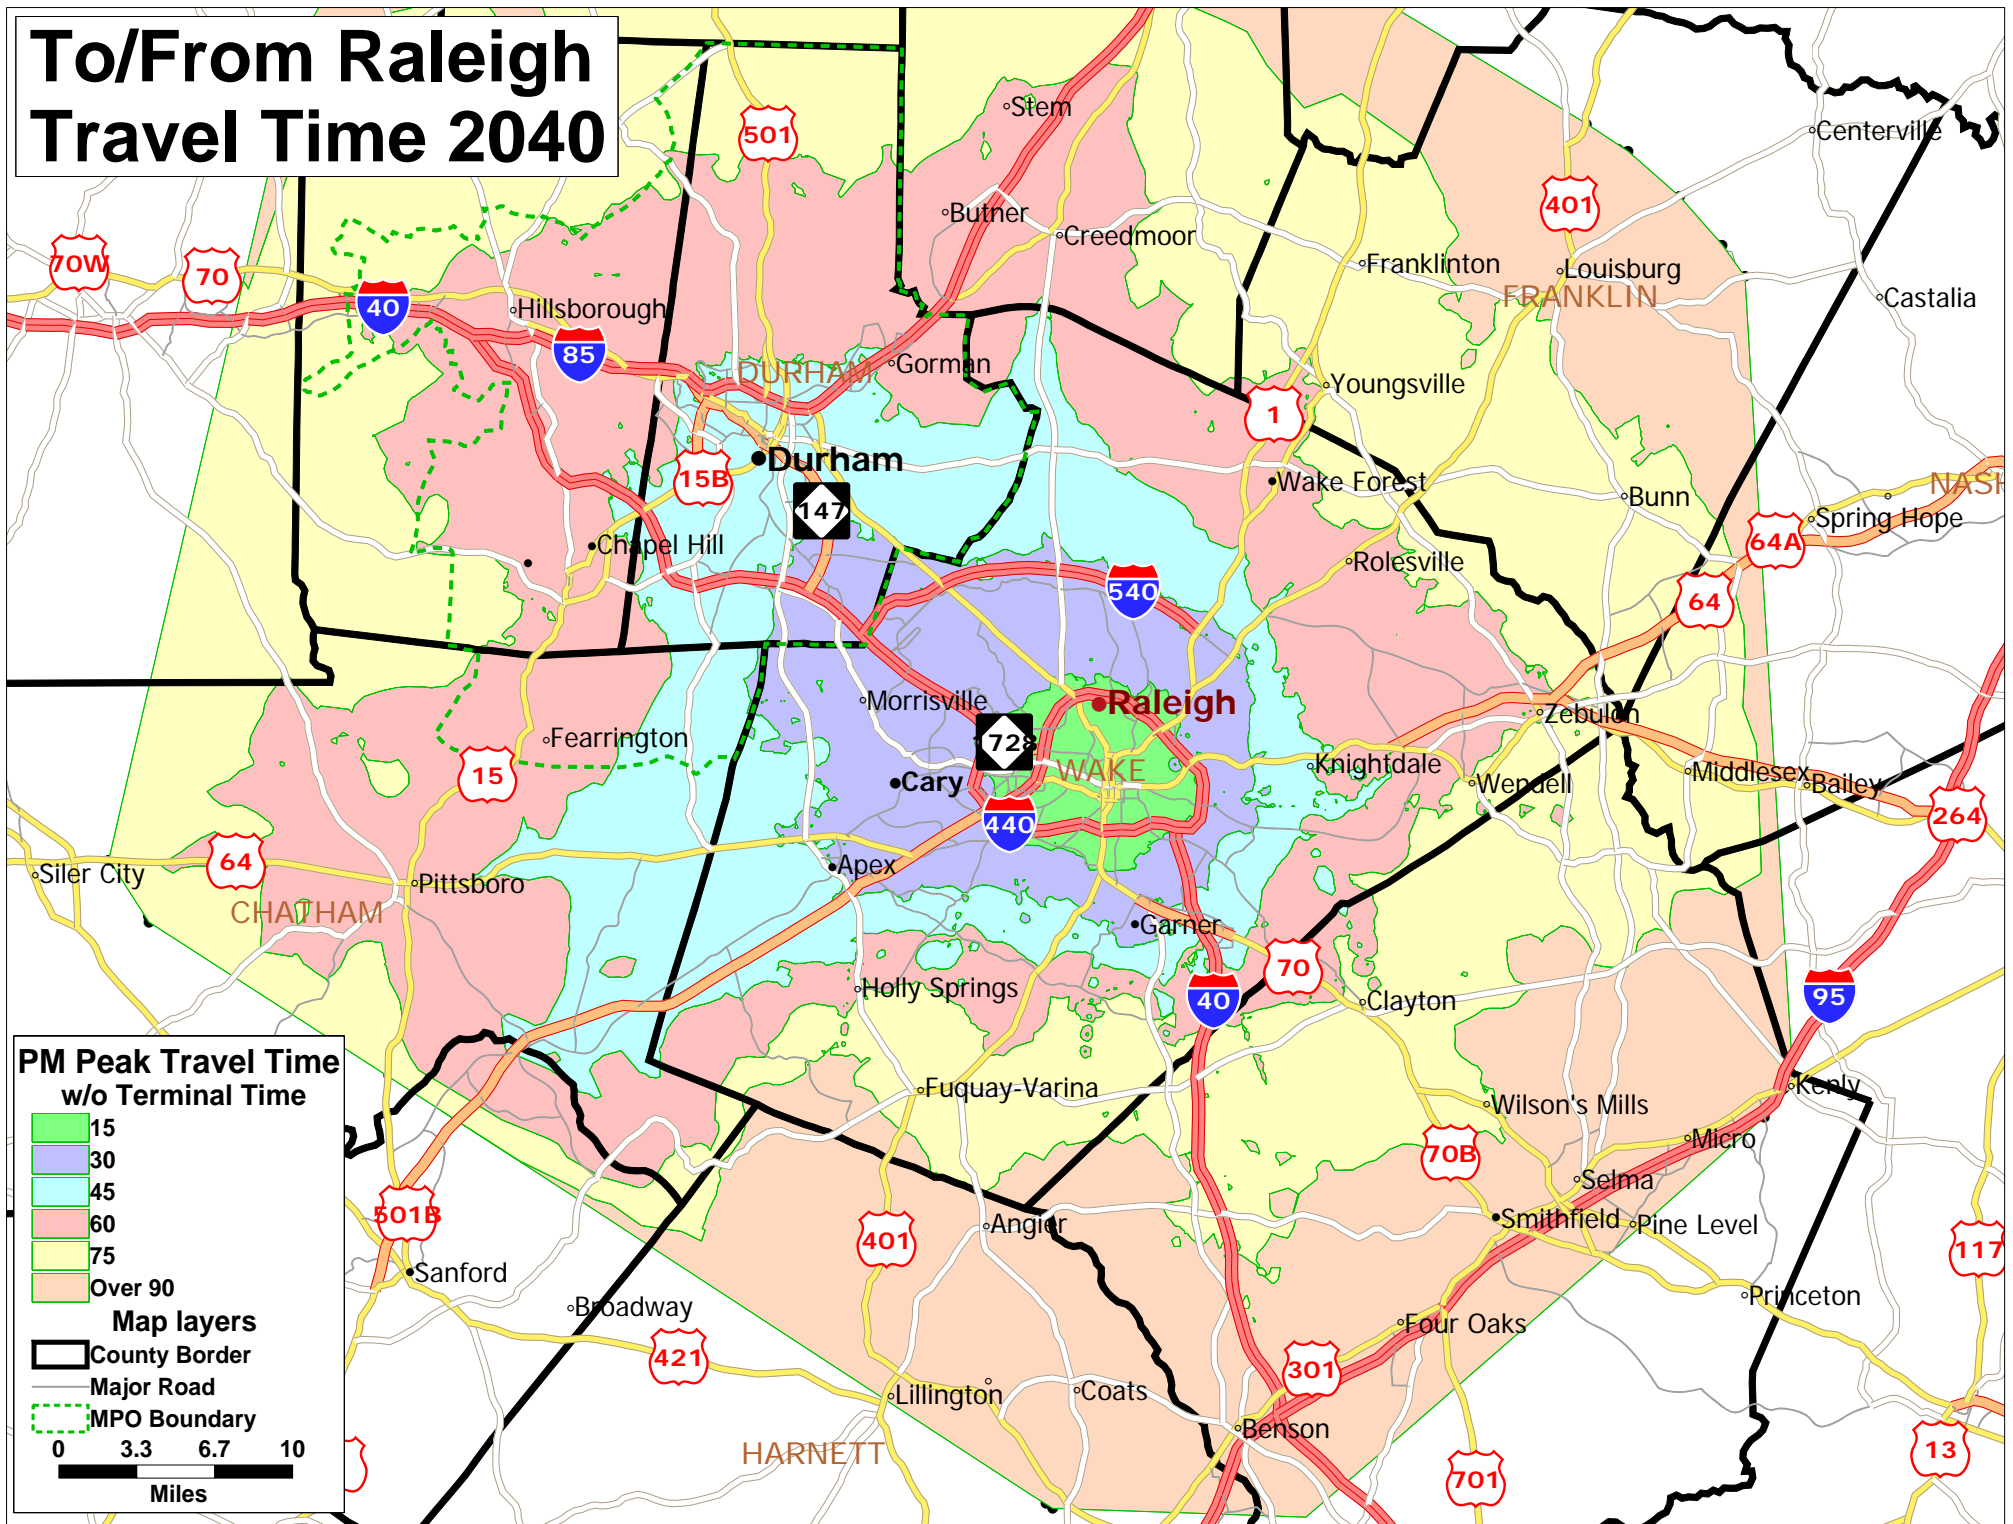 To/From Raleigh
Travel Time 2040
501
Stem
Centerville
401
Butner
Creedmoor
70W
70
Franklinton
Louisburg
FRANKLIN
Castalia
40
Hillsborough
85
DURHAM
Gorman
Youngsville
1
Durham
15B
Wake Forest
Bunn
NASH
147
Spring Hope
64A
Chapel Hill
Rolesville
540
64
Morrisville
Raleigh
Zebulon
Fearrington
1728
WAKE
Knightdale
15
Cary
Wendell
Middlesex
Bailey
440
264
64
Siler City
Apex
Pittsboro
CHATHAM
Garner
70
Holly Springs
40
Clayton
95
Fuquay-Varina
Kenly
Wilson's Mills
Micro
70B
Selma
501B
Angier
Smithfield
Pine Level
401
117
Sanford
Broadway
Princeton
Four Oaks
421
301
Lillington
Coats
Benson
HARNETT
13
701
PM Peak Travel Time
w/o Terminal Time
15
30
45
60
75
Over 90
Map layers
County Border
Major Road
MPO Boundary
0 3.3 6.7 10
Miles